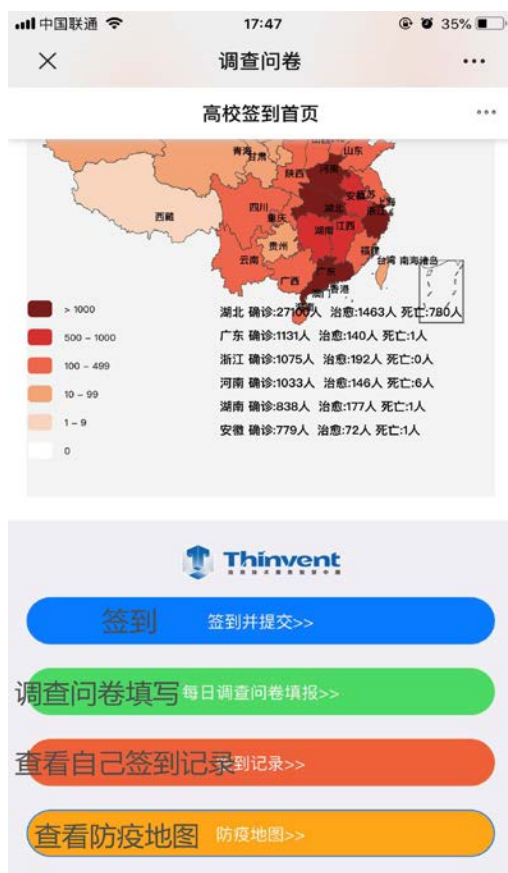 中国联通 17:47 35%
调查问卷
高校签到首页
青海 甘肃 陕西 河南 山东
西藏 四川 重庆 湖北 安徽 江苏 上海
浙江
湖南 江西
云南 贵州 福建
广西 广东 台湾 南海诸岛
澳门 香港
海南
> 1000
500 - 1000
100 - 499
10 - 99
1 - 9
0
湖北 确诊:27100人 治愈:1463人 死亡:780人
广东 确诊:1131人 治愈:140人 死亡:1人
浙江 确诊:1075人 治愈:192人 死亡:0人
河南 确诊:1033人 治愈:146人 死亡:6人
湖南 确诊:838人 治愈:177人 死亡:1人
安徽 确诊:779人 治愈:72人 死亡:1人
Thinvent
签到 签到并提交>>
调查问卷填写 每日调查问卷填报>>
查看自己签到记录 签到记录>>
查看防疫地图 防疫地图>>